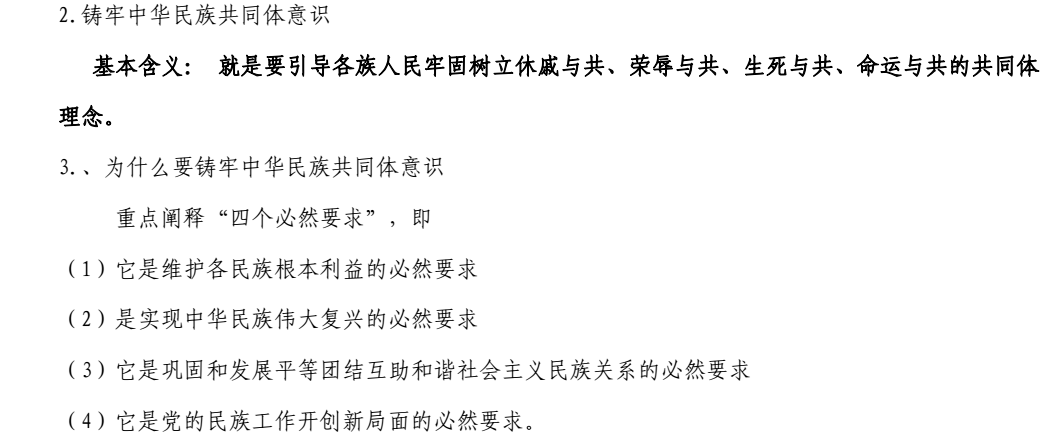 2.铸牢中华民族共同体意识
基本含义： 就是要引导各族人民牢固树立休戚与共、荣辱与共、生死与共、命运与共的共同体
理念。
3.、为什么要铸牢中华民族共同体意识
重点阐释“四个必然要求”，即
（1）它是维护各民族根本利益的必然要求
（2）是实现中华民族伟大复兴的必然要求
（3）它是巩固和发展平等团结互助和谐社会主义民族关系的必然要求
（4）它是党的民族工作开创新局面的必然要求。